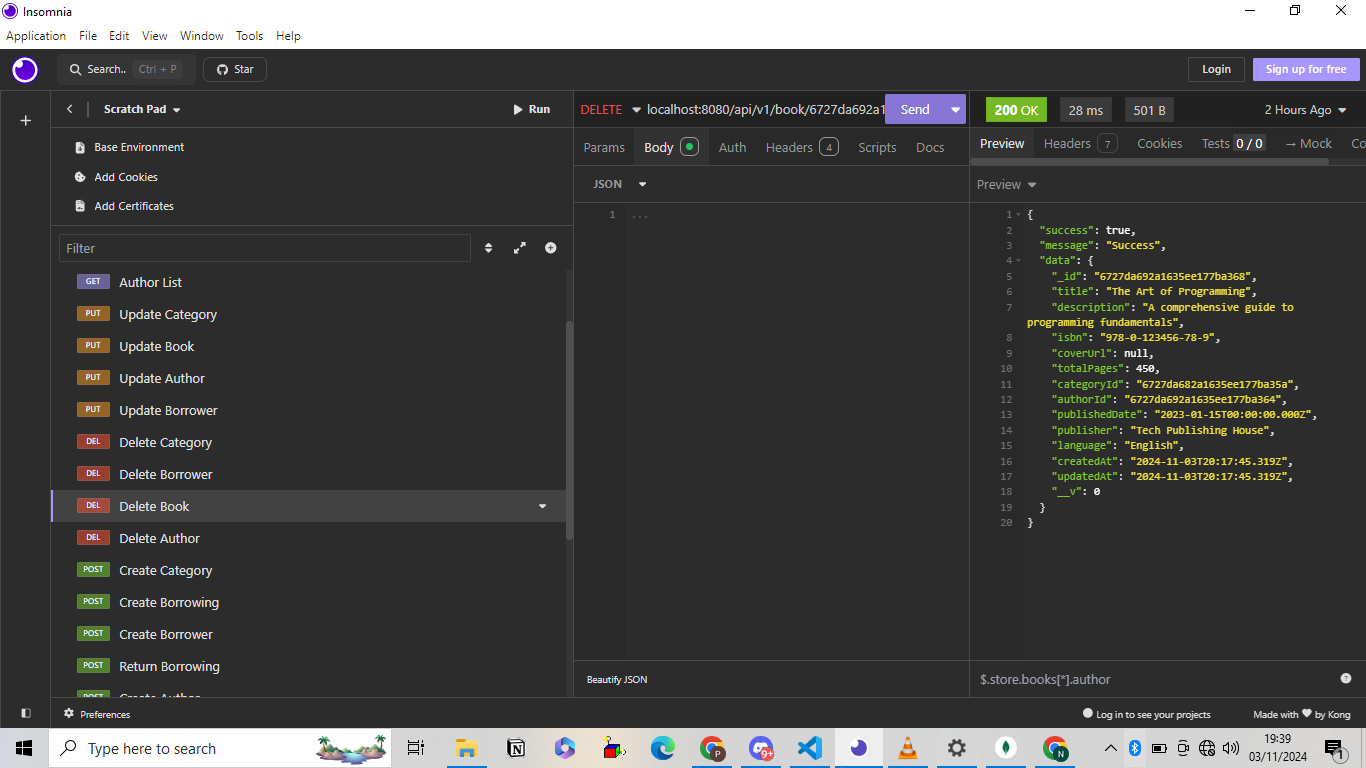 Insomnia
Application File Edit View Window Tools Help
Search.. Ctrl + P Star Login Sign up for free
Scratch Pad Run
Base Environment
Add Cookies
Add Certificates
Filter
GET Author List
PUT Update Category
PUT Update Book
PUT Update Author
PUT Update Borrower
DEL Delete Category
DEL Delete Borrower
DEL Delete Book
DEL Delete Author
POST Create Category
POST Create Borrowing
POST Create Borrower
POST Return Borrowing
POST Create Author
Preferences
DELETE localhost:8080/api/v1/book/6727da692a1 Send
Params Body Auth Headers 4 Scripts Docs
JSON
1 ...
Beautify JSON
200 OK 28 ms 501 B 2 Hours Ago
Preview Headers 7 Cookies Tests 0 / 0 → Mock Co
Preview
1 {
2 "success": true,
3 "message": "Success",
4 "data": {
5 "_id": "6727da692a1635ee177ba368",
6 "title": "The Art of Programming",
7 "description": "A comprehensive guide to
programming fundamentals",
8 "isbn": "978-0-123456-78-9",
9 "coverUrl": null,
10 "totalPages": 450,
11 "categoryId": "6727da682a1635ee177ba35a",
12 "authorId": "6727da692a1635ee177ba364",
13 "publishedDate": "2023-01-15T00:00:00.000Z",
14 "publisher": "Tech Publishing House",
15 "language": "English",
16 "createdAt": "2024-11-03T20:17:45.319Z",
17 "updatedAt": "2024-11-03T20:17:45.319Z",
18 "__v": 0
19 }
20 }
$.store.books[*].author
Log in to see your projects Made with ❤ by Kong
Type here to search
P 9+ N
19:39
03/11/2024
1